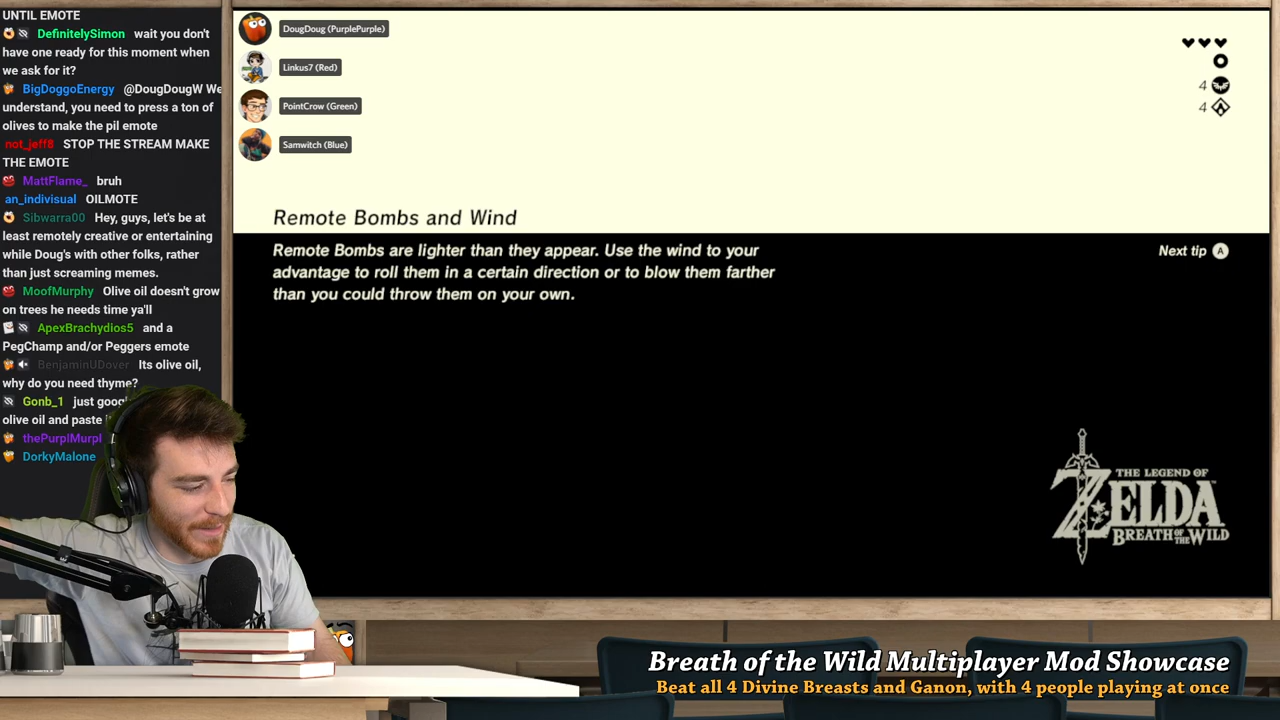 UNTIL EMOTE
DefinitelySimon wait you don't
have one ready for this moment when
we ask for it?
BigDoggoEnergy @DougDougW We
understand, you need to press a ton of
olives to make the pil emote
not_jeff8 STOP THE STREAM MAKE
THE EMOTE
MattFlame_ bruh
an_indivisual OILMOTE
Sibwarra00 Hey, guys, let's be at
least remotely creative or entertaining
while Doug's with other folks, rather
than just screaming memes.
MoofMurphy Olive oil doesn't grow
on trees he needs time ya'll
ApexBrachydios5 and a
PegChamp and/or Peggers emote
BenjaminUDover Its olive oil,
why do you need thyme?
Gonb_1 just
olive oil and paste
thePurplMurpl
DorkyMalone
DougDoug (PurplePurple)
Linkus7 (Red)
PointCrow (Green)
Samwitch (Blue)
4
4
Remote Bombs and Wind
Remote Bombs are lighter than they appear. Use the wind to your
advantage to roll them in a certain direction or to blow them farther
than you could throw them on your own.
Next tip A
THE LEGEND OF
ZELDA
BREATH OF THE WILD
Breath of the Wild Multiplayer Mod Showcase
Beat all 4 Divine Breasts and Ganon, with 4 people playing at once